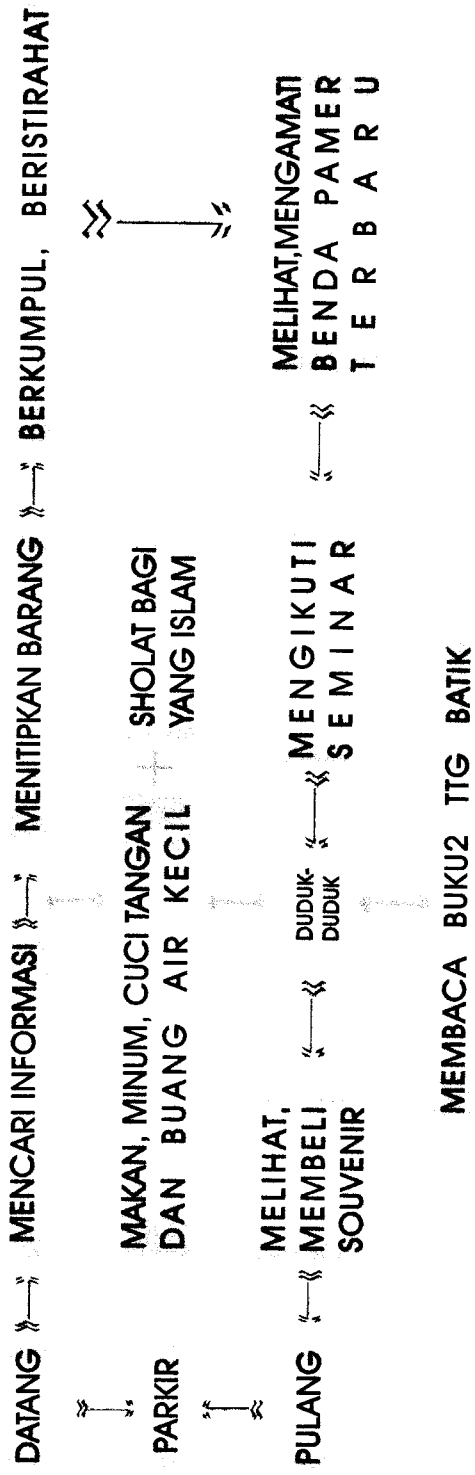 DATANG MENCARI INFORMASI MENITIPKAN BARANG BERKUMPUL, BERISTIRAHAT
PARKIR
MAKAN, MINUM, CUCI TANGAN
DAN BUANG AIR KECIL
+
SHOLAT BAGI
YANG ISLAM
PULANG
MELIHAT,
MEMBELI
SOUVENIR
DUDUK-
DUDUK
MENGIKUTI
SEMINAR
MELIHAT,MENGAMATI
BENDA PAMER
TERBARU
MEMBACA BUKU2 TTG BATIK